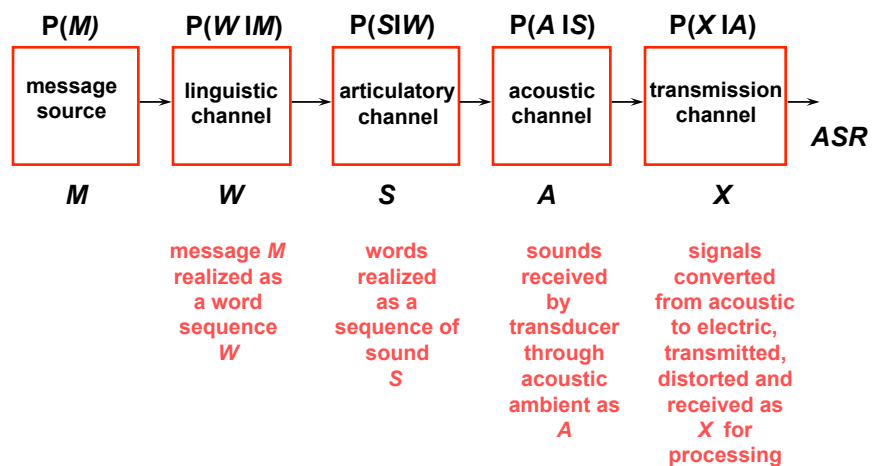 P(M)
P(W|M)
P(S|W)
P(A|S)
P(X|A)
message
source
linguistic
channel
articulatory
channel
acoustic
channel
transmission
channel
ASR
M
W
S
A
X
message M
realized as
a word
sequence
W
words
realized
as a
sequence of
sound
S
sounds
received
by
transducer
through
acoustic
ambient as
A
signals
converted
from acoustic
to electric,
transmitted,
distorted and
received as
X for
processing